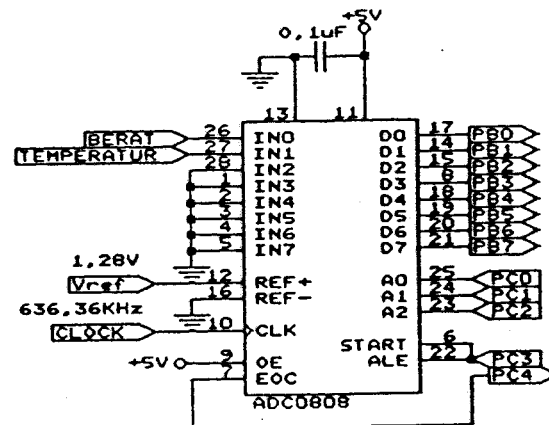 +5V
0,1uF
13 11
BERAT 26 IN0 D0 17 PB0
TEMPERATUR 27 IN1 D1 14 PB1
28 IN2 D2 15 PB2
1 IN3 D3 8 PB3
2 IN4 D4 18 PB4
3 IN5 D5 19 PB5
4 IN6 D6 20 PB6
5 IN7 D7 21 PB7
1,28V
Vref 12 REF+ A0 25 PC0
16 REF- A1 24 PC1
636,36KHz A2 23 PC2
CLOCK 10 CLK
START 6
+5V 9 OE ALE 22 PC3
7 EOC PC4
ADC0808